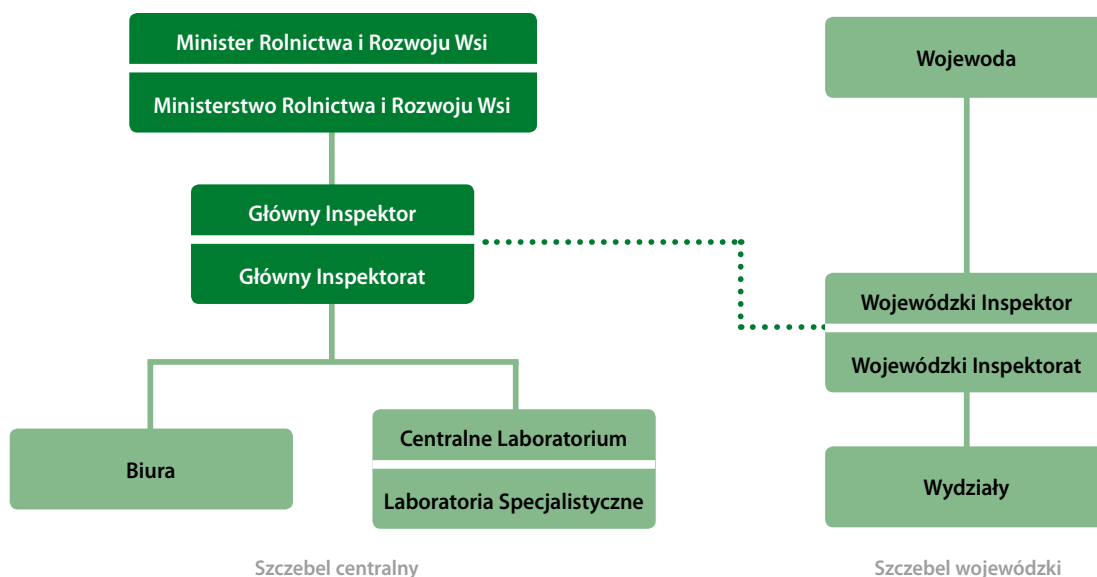 Minister Rolnictwa i Rozwoju Wsi
Ministerstwo Rolnictwa i Rozwoju Wsi
Główny Inspektor
Główny Inspektorat
Biura
Centralne Laboratorium
Laboratoria Specjalistyczne
Szczebel centralny
Wojewoda
Wojewódzki Inspektor
Wojewódzki Inspektorat
Wydziały
Szczebel wojewódzki